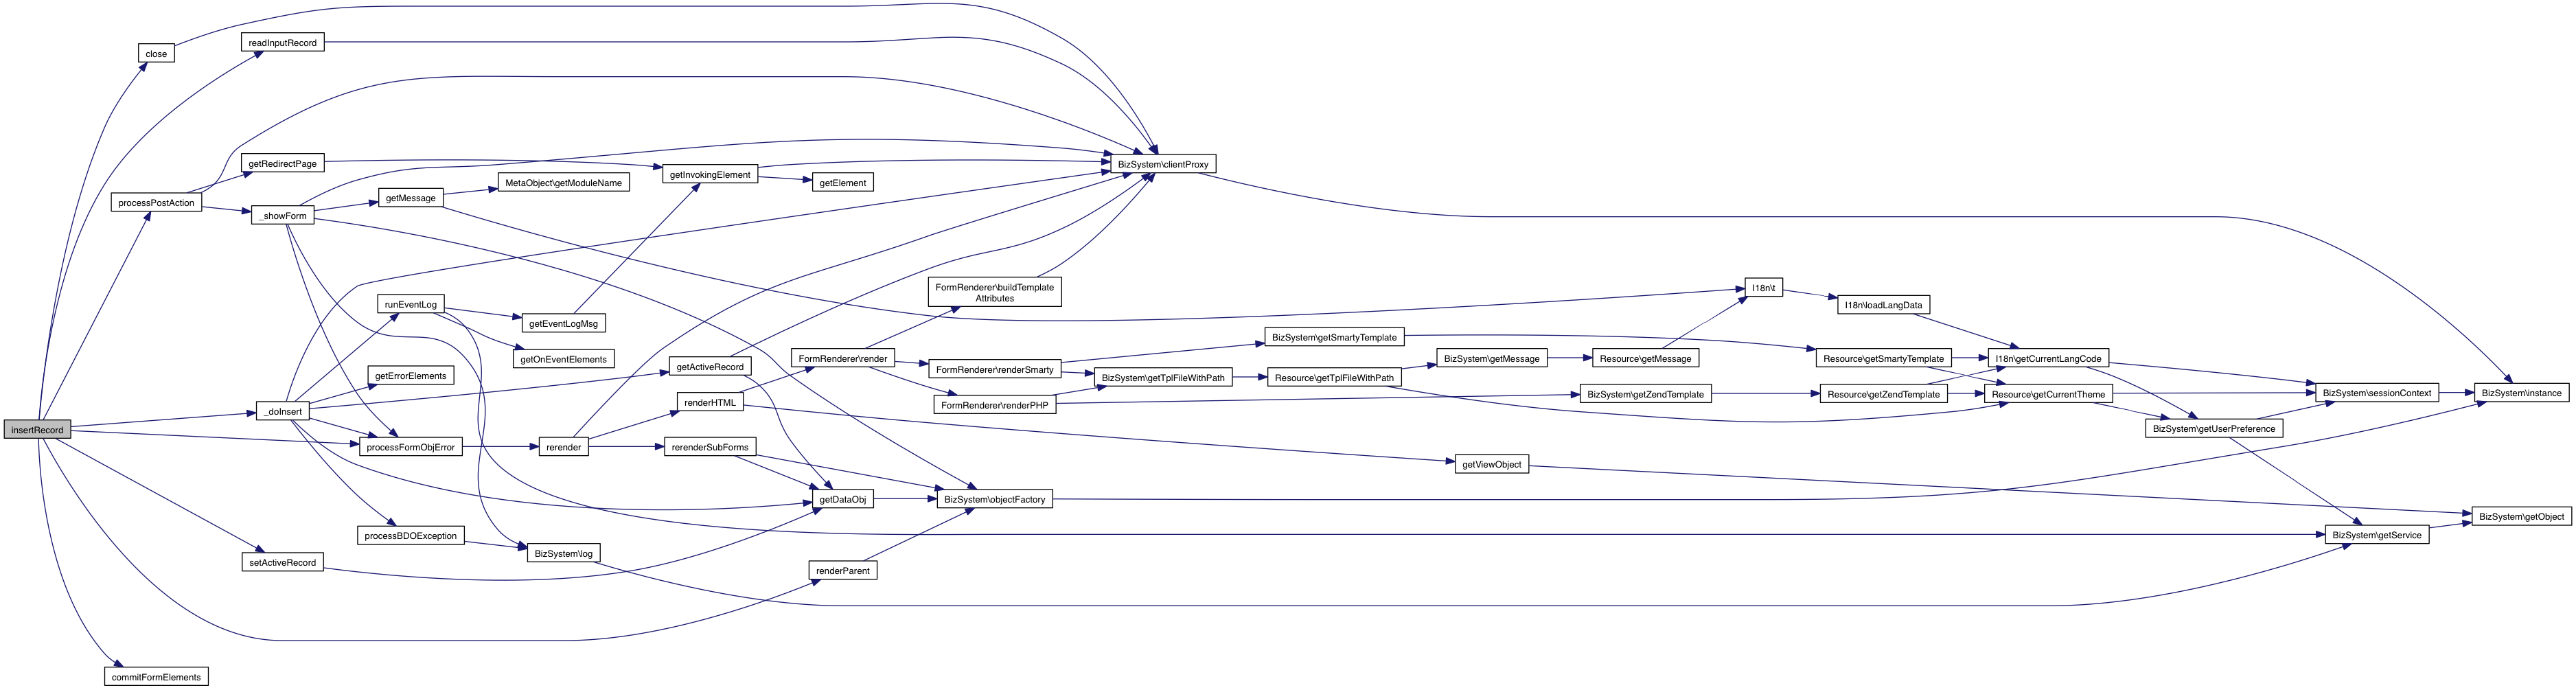 insertRecord
close
readInputRecord
processPostAction
getRedirectPage
_showForm
getMessage
MetaObject\getModuleName
getInvokingElement
getElement
BizSystem\clientProxy
runEventLog
getEventLogMsg
getOnEventElements
getErrorElements
_doInsert
processFormObjError
rerender
getActiveRecord
renderHTML
rerenderSubForms
getDataObj
processBDOException
setActiveRecord
BizSystem\log
renderParent
commitFormElements
FormRenderer\buildTemplate
Attributes
FormRenderer\render
FormRenderer\renderSmarty
FormRenderer\renderPHP
BizSystem\objectFactory
BizSystem\getSmartyTemplate
BizSystem\getTplFileWithPath
Resource\getTplFileWithPath
BizSystem\getMessage
Resource\getMessage
BizSystem\getZendTemplate
getViewObject
I18n\t
I18n\loadLangData
Resource\getSmartyTemplate
Resource\getZendTemplate
I18n\getCurrentLangCode
Resource\getCurrentTheme
BizSystem\getUserPreference
BizSystem\sessionContext
BizSystem\instance
BizSystem\getService
BizSystem\getObject